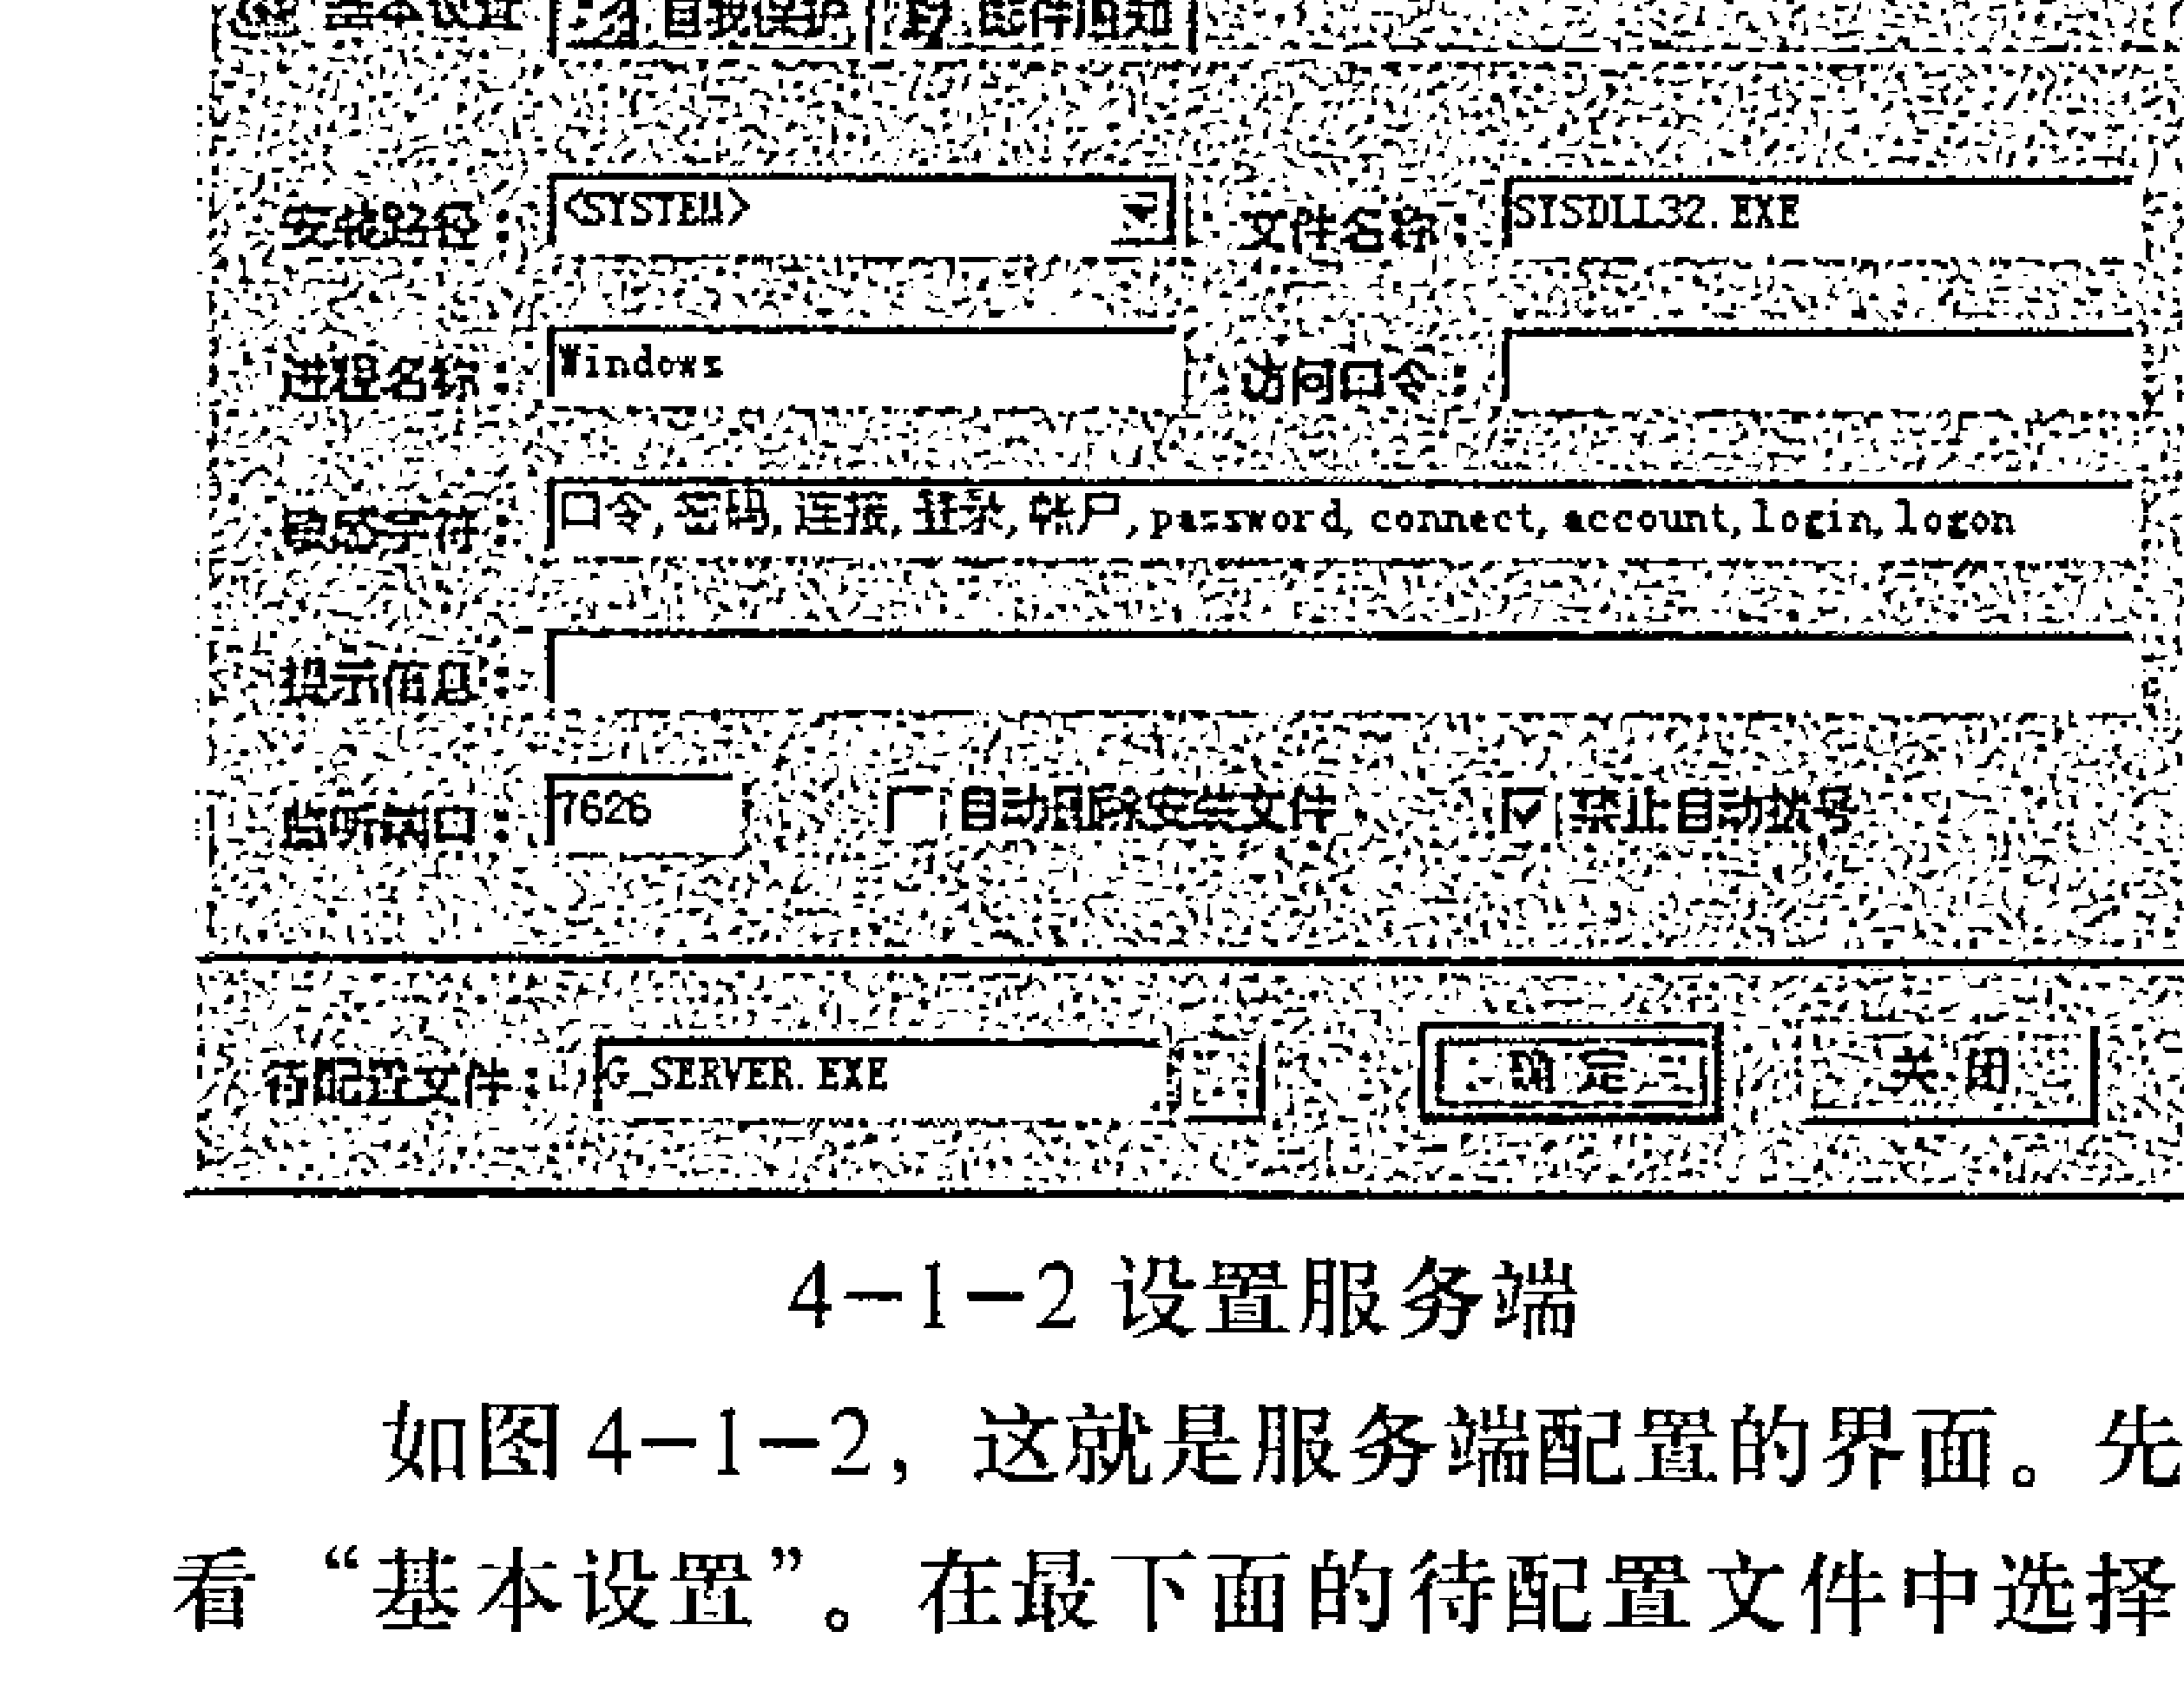 基本设置 自我保护 邮件通知
安装路径： <SYSTEM> 文件名称： SYSDLL32.EXE
进程名称： Windows 访问口令：
敏感字符： 口令,密码,连接,登录,帐户,password,connect,account,login,logon
提示信息：
监听端口： 7626 自动删除安装文件 禁止自动拨号
待配置文件： G_SERVER.EXE 确定 关闭
4-1-2 设置服务端
如图 4-1-2，这就是服务端配置的界面。先
看“基本设置”。在最下面的待配置文件中选择